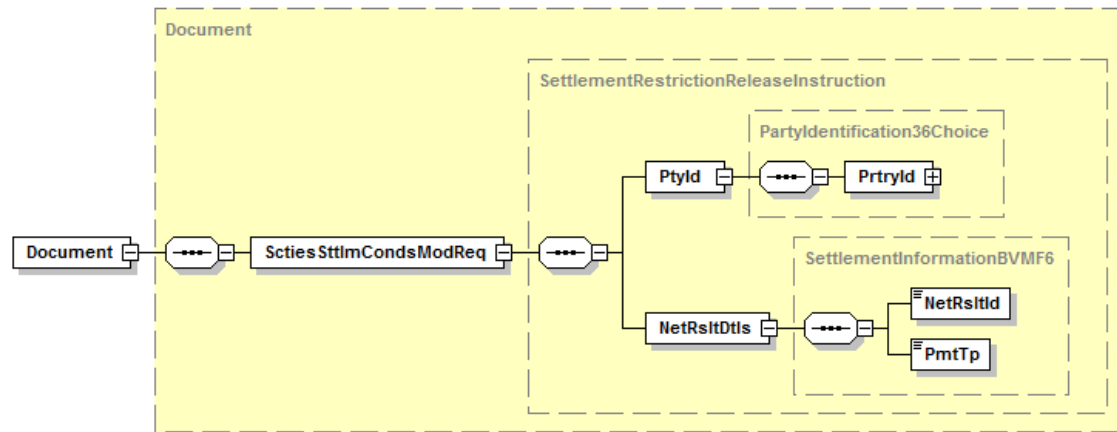 Document
SettlementRestrictionReleaseInstruction
PartyIdentification36Choice
PtyId
PrtryId
Document
SctiesSttlmCondsModReq
SettlementInformationBVMF6
NetRsltId
NetRsltDtls
PmtTp